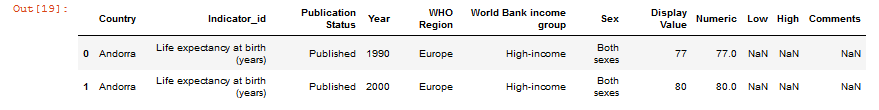 Out[19]:
Country Indicator_id Publication Status Year WHO Region World Bank income group Sex Display Value Numeric Low High Comments
0 Andorra Life expectancy at birth (years) Published 1990 Europe High-income Both sexes 77 77.0 NaN NaN NaN
1 Andorra Life expectancy at birth (years) Published 2000 Europe High-income Both sexes 80 80.0 NaN NaN NaN